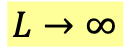 L → ∞